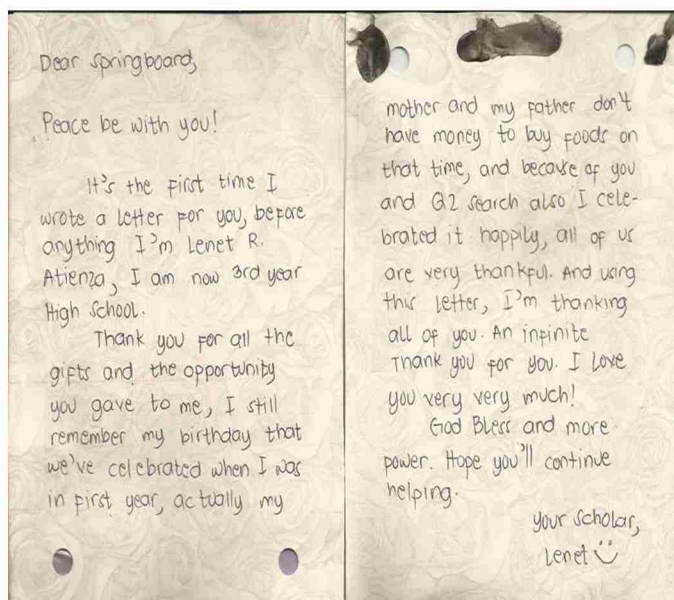 Dear Springboard,
Peace be with you!
It's the first time I
wrote a letter for you, before
anything I'm Lenet R.
Atienza, I am now 3rd year
High School.
Thank you for all the
gifts and the opportunity
you gave to me, I still
remember my birthday that
we've celebrated when I was
in first year, actually my
mother and my father don't
have money to buy foods on
that time, and because of you
and G2 search also I cele-
brated it happily, all of us
are very thankful. And using
this letter, I'm thanking
all of you. An infinite
Thank you for you. I Love
you very very much!
God Bless and more
power. Hope you'll continue
helping.
your scholar,
Lenet